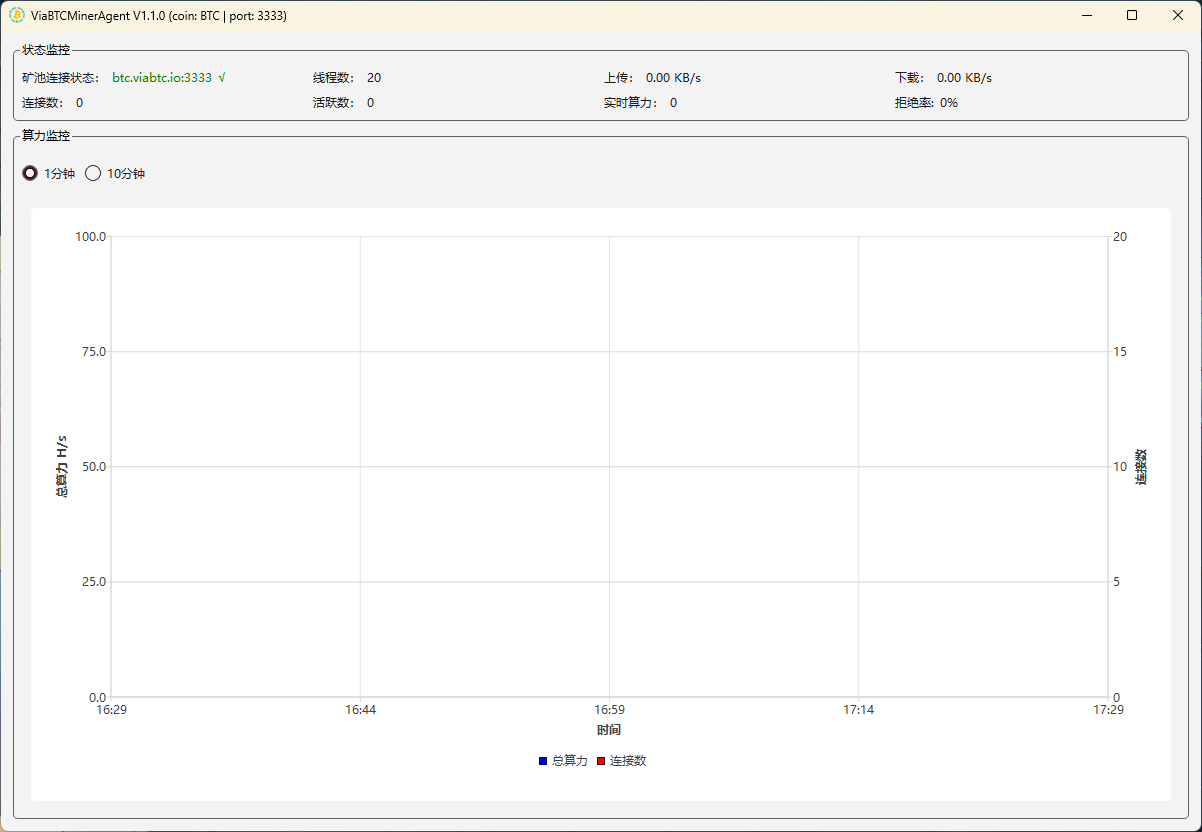 ViaBTCMinerAgent V1.1.0 (coin: BTC | port: 3333)
状态监控
矿池连接状态: btc.viabtc.io:3333 √ 线程数: 20 上传: 0.00 KB/s 下载: 0.00 KB/s
连接数: 0 活跃数: 0 实时算力: 0 拒绝率: 0%
算力监控
1分钟 10分钟
100.0 20
75.0 15
总算力 H/s
50.0 10
连接数
25.0 5
0.0 0
16:29 16:44 16:59 17:14 17:29
时间
总算力 连接数